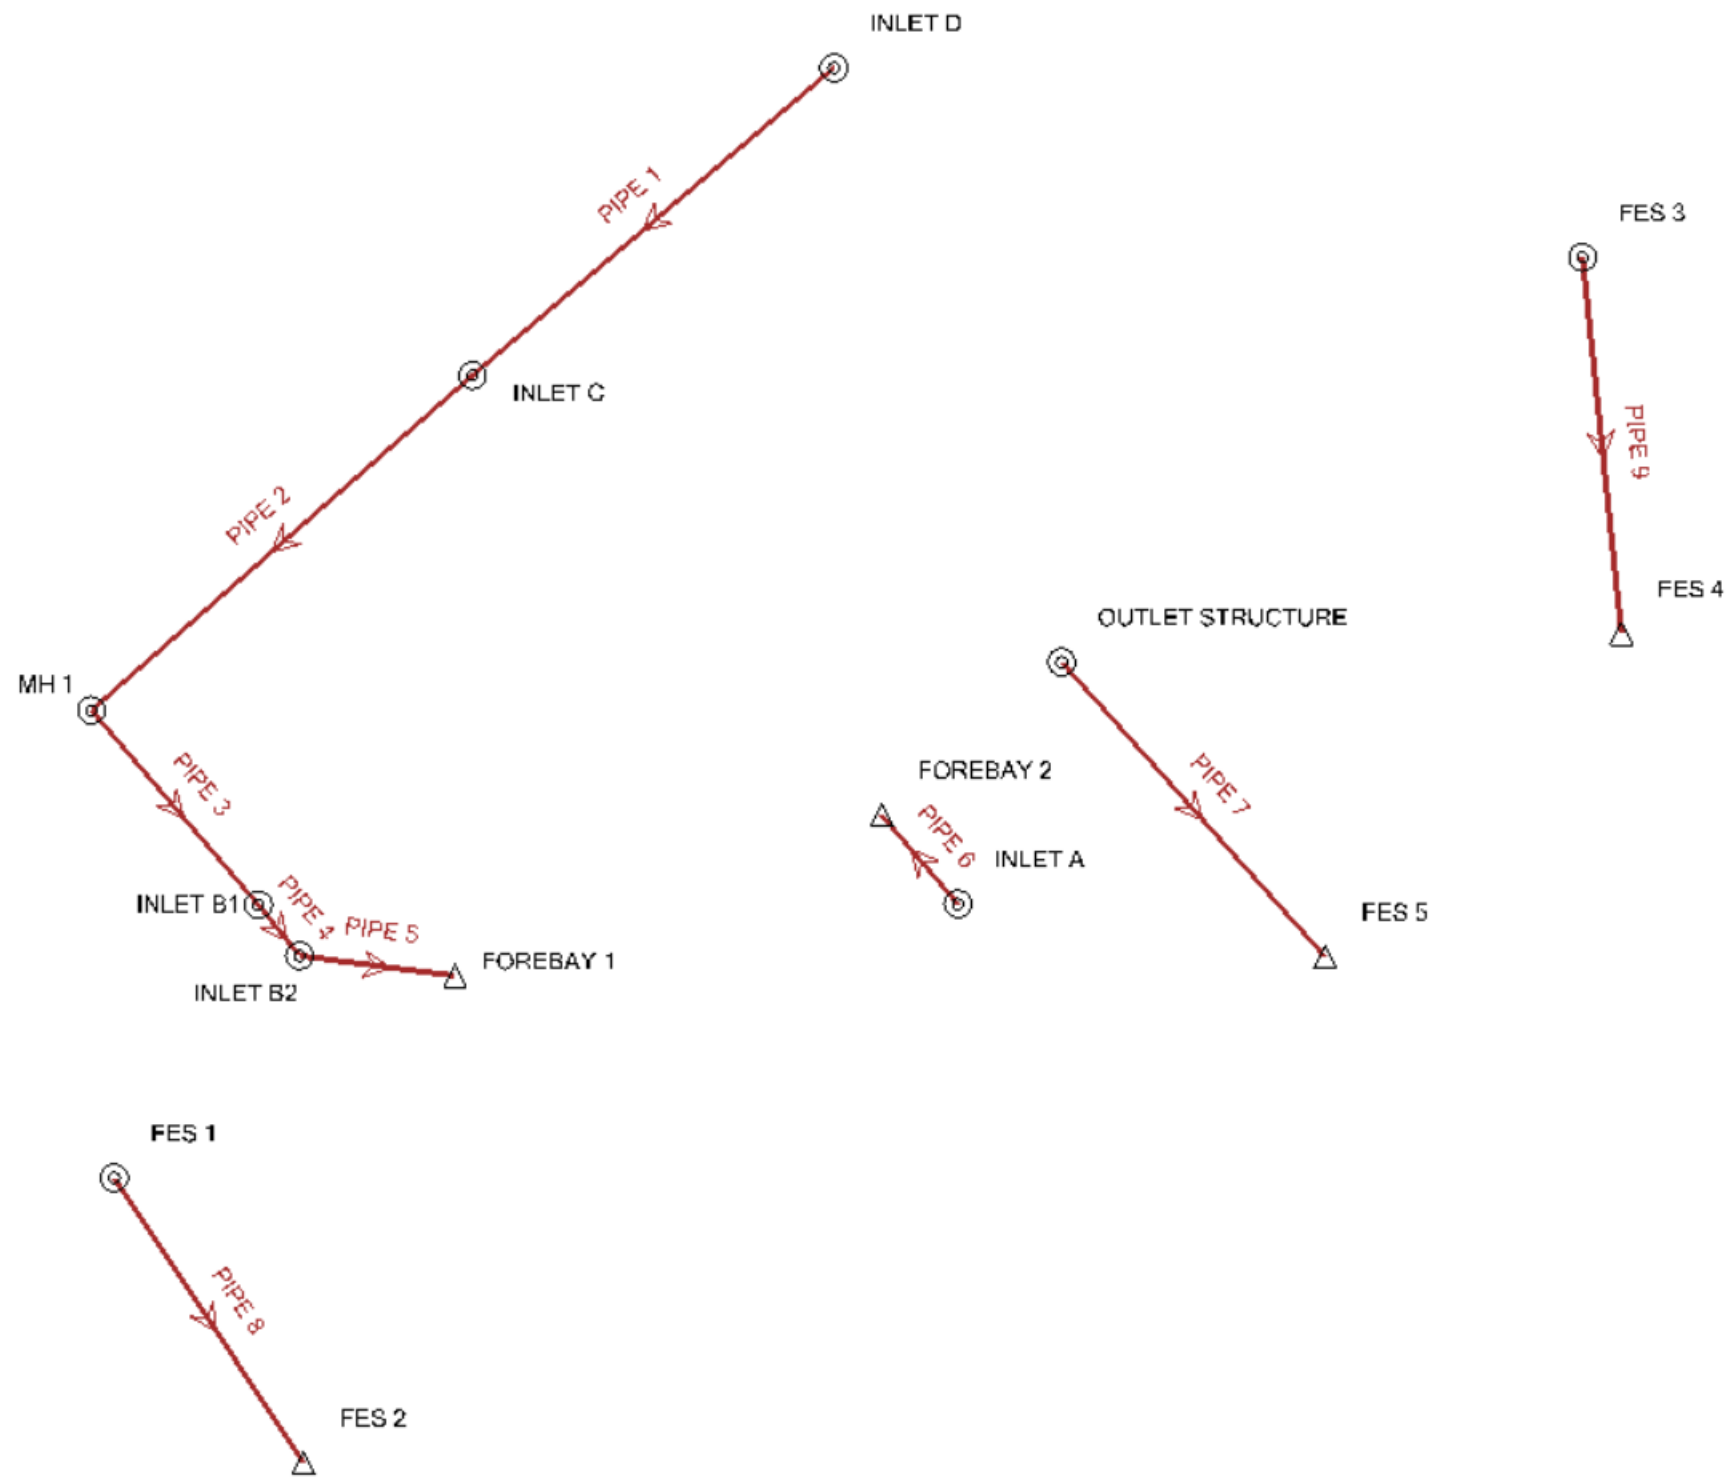 INLET D
PIPE 1
FES 3
INLET C
PIPE 9
PIPE 2
FES 4
OUTLET STRUCTURE
MH 1
PIPE 3
FOREBAY 2
PIPE 7
PIPE 6
INLET A
INLET B1
PIPE 4
PIPE 5
FES 5
FOREBAY 1
INLET B2
FES 1
PIPE 8
FES 2